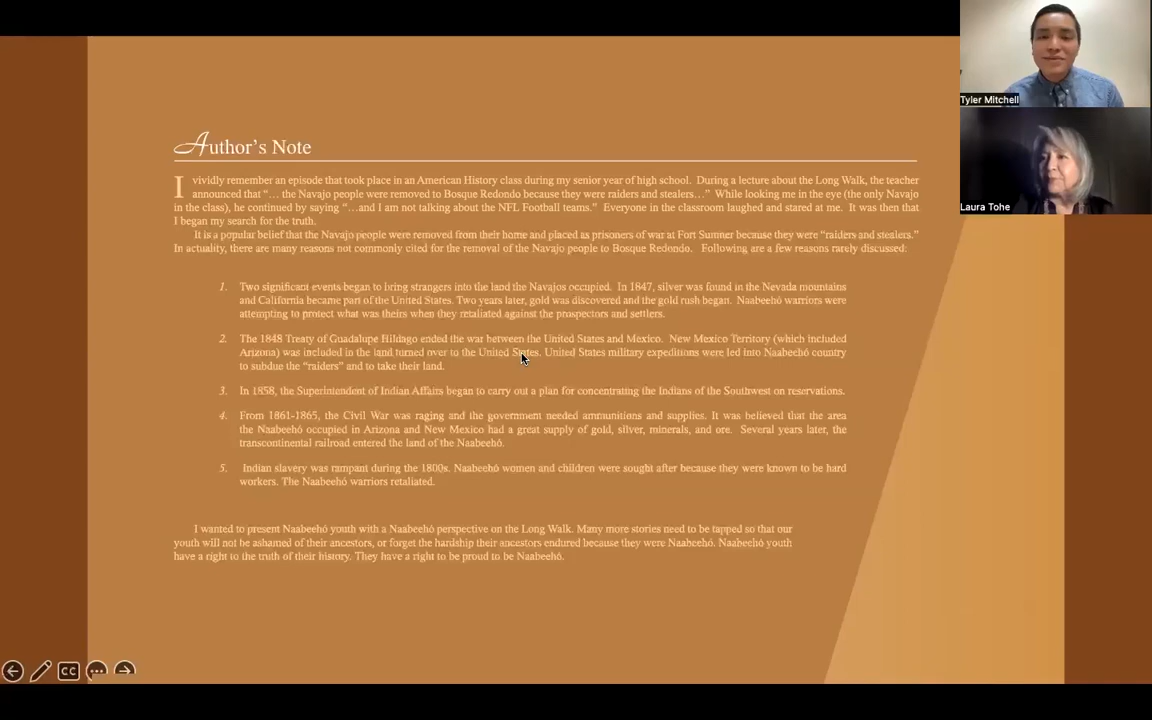 Author's Note
I vividly remember an episode that took place in an American History class during my senior year of high school. During a lecture about the Long Walk, the teacher
announced that “… the Navajo people were removed to Bosque Redondo because they were raiders and stealers…” While looking me in the eye (the only Navajo
in the class), he continued by saying “…and I am not talking about the NFL Football teams.” Everyone in the classroom laughed and stared at me. It was then that
I began my search for the truth.
It is a popular belief that the Navajo people were removed from their home and placed as prisoners of war at Fort Sumner because they were “raiders and stealers.”
In actuality, there are many reasons not commonly cited for the removal of the Navajo people to Bosque Redondo. Following are a few reasons rarely discussed:
1. Two significant events began to bring strangers into the land the Navajos occupied. In 1847, silver was found in the Nevada mountains
and California became part of the United States. Two years later, gold was discovered and the gold rush began. Naabeehó warriors were
attempting to protect what was theirs when they retaliated against the prospectors and settlers.
2. The 1848 Treaty of Guadalupe Hildago ended the war between the United States and Mexico. New Mexico Territory (which included
Arizona) was included in the land turned over to the United States. United States military expeditions were led into Naabeehó country
to subdue the “raiders” and to take their land.
3. In 1858, the Superintendent of Indian Affairs began to carry out a plan for concentrating the Indians of the Southwest on reservations.
4. From 1861-1865, the Civil War was raging and the government needed ammunitions and supplies. It was believed that the area
the Naabeehó occupied in Arizona and New Mexico had a great supply of gold, silver, minerals, and ore. Several years later, the
transcontinental railroad entered the land of the Naabeehó.
5. Indian slavery was rampant during the 1800s. Naabeehó women and children were sought after because they were known to be hard
workers. The Naabeehó warriors retaliated.
I wanted to present Naabeehó youth with a Naabeehó perspective on the Long Walk. Many more stories need to be tapped so that our
youth will not be ashamed of their ancestors, or forget the hardship their ancestors endured because they were Naabeehó. Naabeehó youth
have a right to the truth of their history. They have a right to be proud to be Naabeehó.
Tyler Mitchell
Laura Tohe
CC